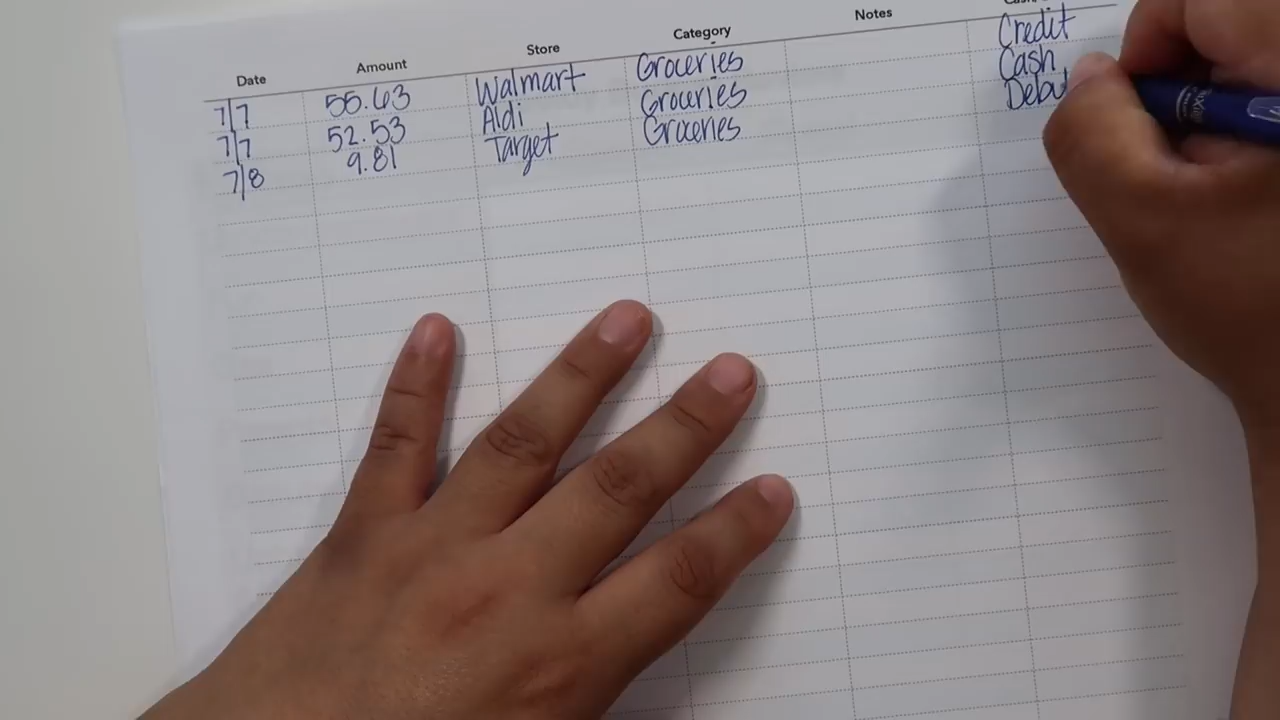 Date Amount Store Category Notes
7/7 55.63 Walmart Groceries Credit
7/7 52.53 Aldi Groceries Cash
7/8 9.81 Target Groceries Debit